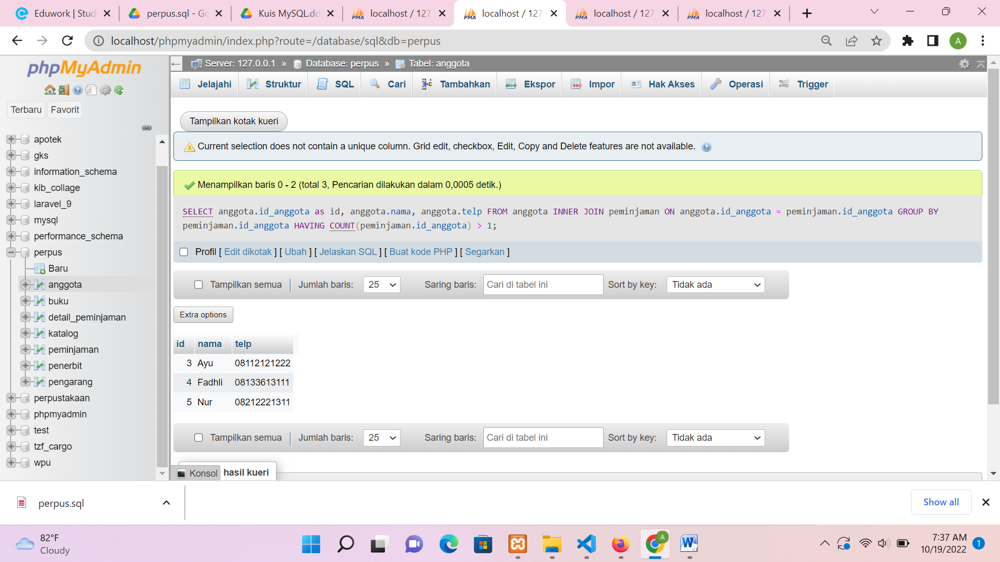 Eduwork | Stud
perpus.sql - Go
Kuis MySQL.do
localhost / 127
localhost / 127
localhost / 127
localhost / 127
localhost/phpmyadmin/index.php?route=/database/sql&db=perpus
A
phpMyAdmin
Terbaru
Favorit
apotek
gks
information_schema
kib_collage
laravel_9
mysql
performance_schema
perpus
Baru
anggota
buku
detail_peminjaman
katalog
peminjaman
penerbit
pengarang
perpustakaan
phpmyadmin
test
tzf_cargo
wpu
Server: 127.0.0.1 » Database: perpus » Tabel: anggota
Jelajahi Struktur SQL Cari Tambahkan Ekspor Impor Hak Akses Operasi Trigger
Tampilkan kotak kueri
Current selection does not contain a unique column. Grid edit, checkbox, Edit, Copy and Delete features are not available.
Menampilkan baris 0 - 2 (total 3, Pencarian dilakukan dalam 0,0005 detik.)
SELECT anggota.id_anggota as id, anggota.nama, anggota.telp FROM anggota INNER JOIN peminjaman ON anggota.id_anggota = peminjaman.id_anggota GROUP BY
peminjaman.id_anggota HAVING COUNT(peminjaman.id_anggota) > 1;
Profil [ Edit dikotak ] [ Ubah ] [ Jelaskan SQL ] [ Buat kode PHP ] [ Segarkan ]
Tampilkan semua | Jumlah baris: 25 Saring baris: Cari di tabel ini Sort by key: Tidak ada
Extra options
id nama telp
3 Ayu 08112121222
4 Fadhli 08133613111
5 Nur 08212221311
Tampilkan semua | Jumlah baris: 25 Saring baris: Cari di tabel ini Sort by key: Tidak ada
Konsol hasil kueri
perpus.sql
Show all
82°F
Cloudy
A
W
7:37 AM
10/19/2022
1